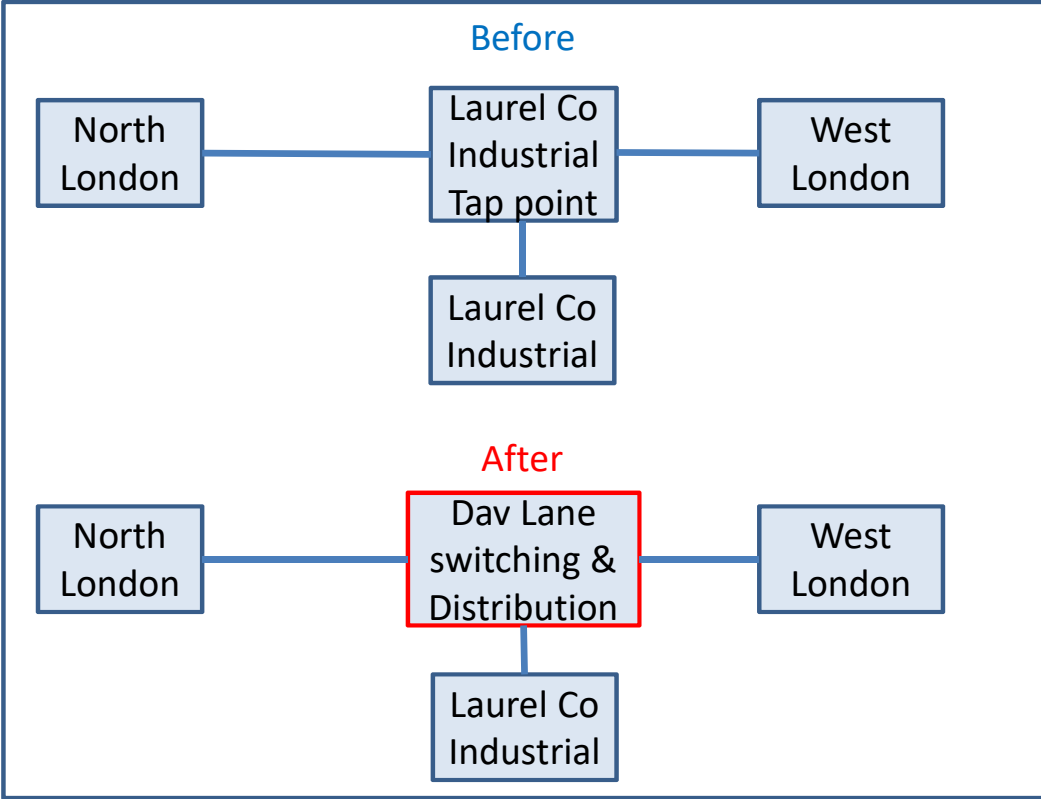 Before
North
London
Laurel Co
Industrial
Tap point
West
London
Laurel Co
Industrial
After
North
London
Dav Lane
switching &
Distribution
West
London
Laurel Co
Industrial